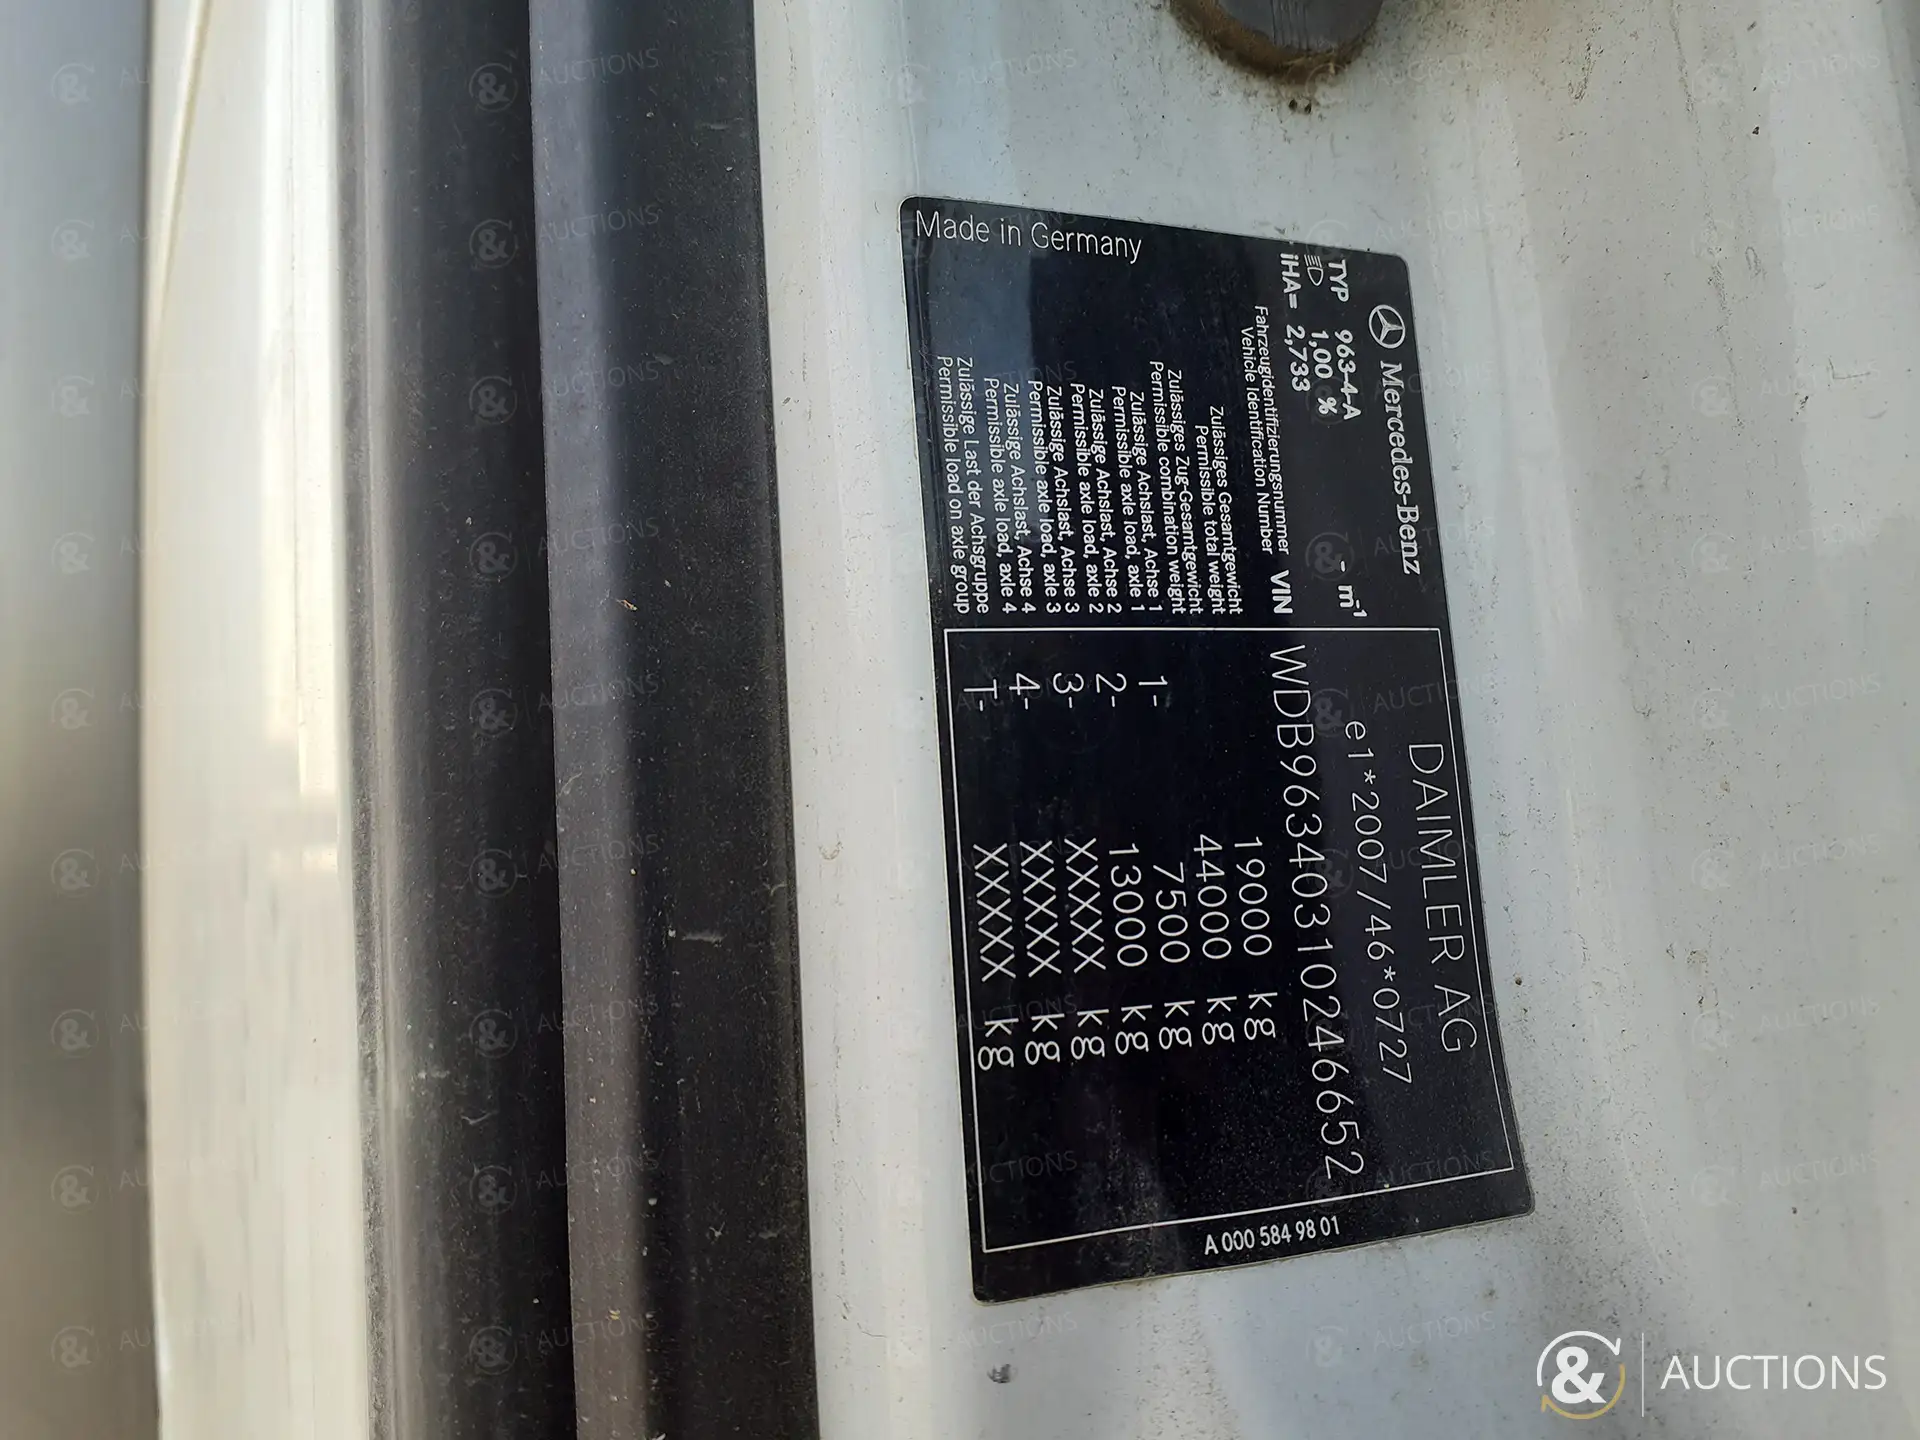 Mercedes-Benz
TYP 963-4-A - m-1
1,00 %
iHA= 2,733
DAIMLER AG
e1*2007/46*0727
Fahrzeugidentifizierungsnummer
Vehicle Identification Number VIN WDB96340310246652
Zulässiges Gesamtgewicht
Permissible total weight 19000 kg
Zulässiges Zug-Gesamtgewicht
Permissible combination weight 44000 kg
Zulässige Achslast, Achse 1
Permissible axle load, axle 1 1- 7500 kg
Zulässige Achslast, Achse 2
Permissible axle load, axle 2 2- 13000 kg
Zulässige Achslast, Achse 3
Permissible axle load, axle 3 3- XXXXX kg
Zulässige Achslast, Achse 4
Permissible axle load, axle 4 4- XXXXX kg
Zulässige Last der Achsgruppe
Permissible load on axle group T- XXXXX kg
Made in Germany
A 000 584 98 01
& AUCTIONS